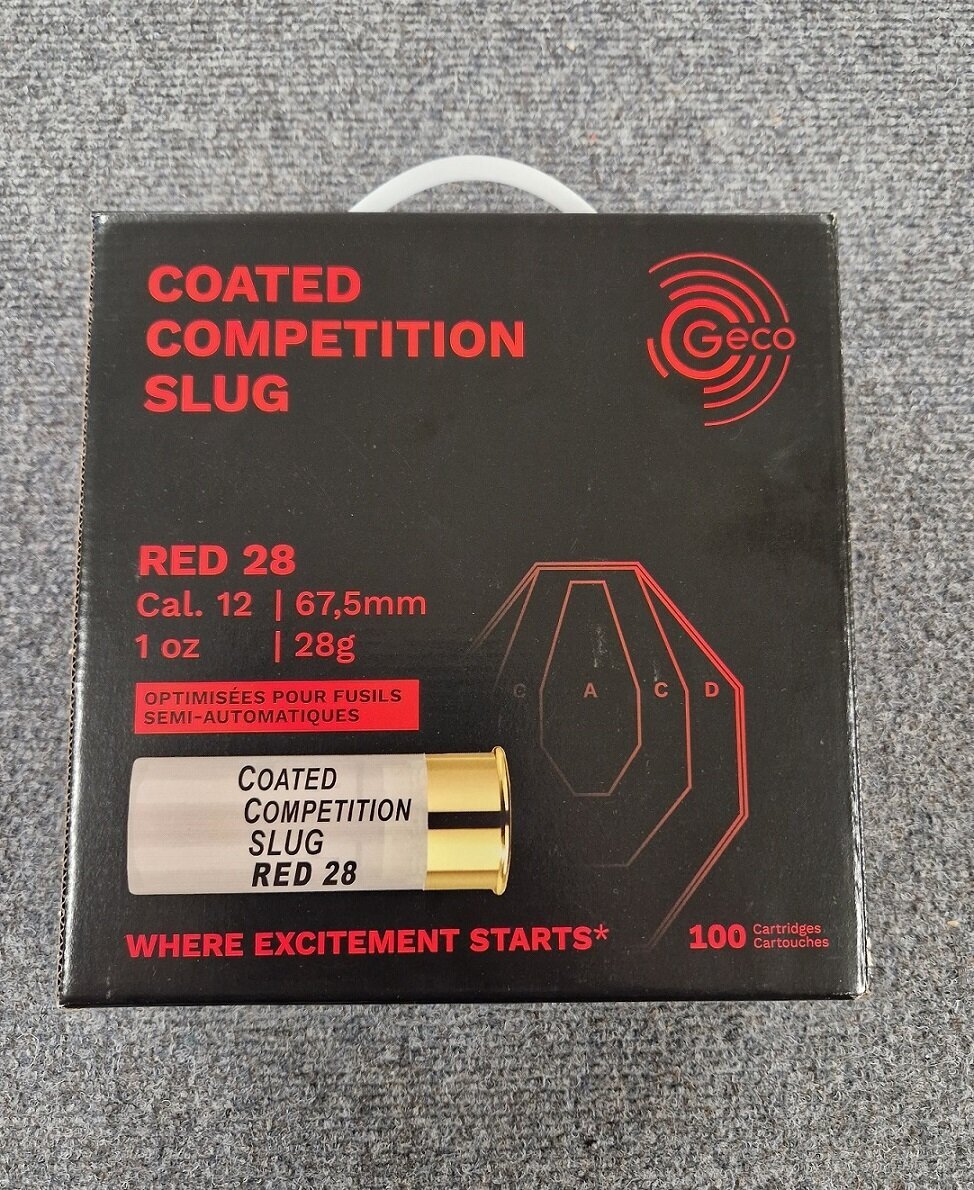 COATED
COMPETITION
SLUG
Geco
RED 28
Cal. 12 | 67,5mm
1 oz | 28g
OPTIMISÉES POUR FUSILS
SEMI-AUTOMATIQUES
C A C D
COATED
COMPETITION
SLUG
RED 28
WHERE EXCITEMENT STARTS*
100 Cartridges
Cartouches